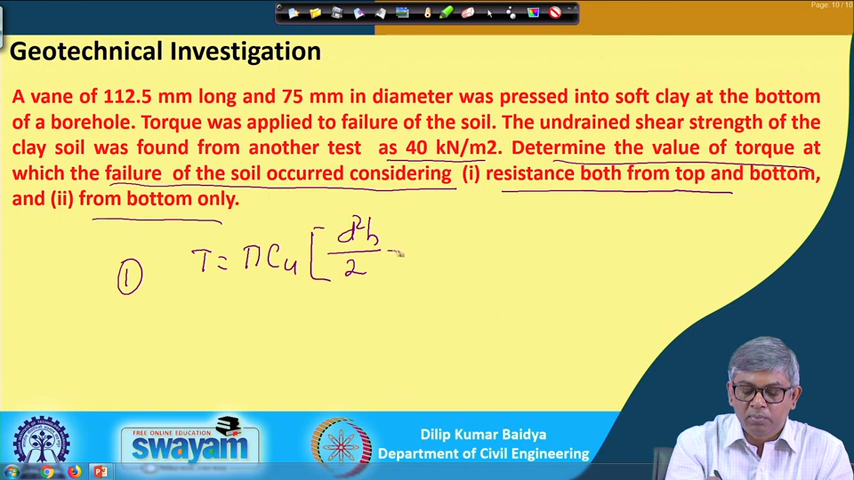 Page: 10 / 10
Geotechnical Investigation
A vane of 112.5 mm long and 75 mm in diameter was pressed into soft clay at the bottom
of a borehole. Torque was applied to failure of the soil. The undrained shear strength of the
clay soil was found from another test as 40 kN/m2. Determine the value of torque at
which the failure of the soil occurred considering (i) resistance both from top and bottom,
and (ii) from bottom only.
① T = πCu [ d²h / 2
FREE ONLINE EDUCATION
swayam
Dilip Kumar Baidya
Department of Civil Engineering